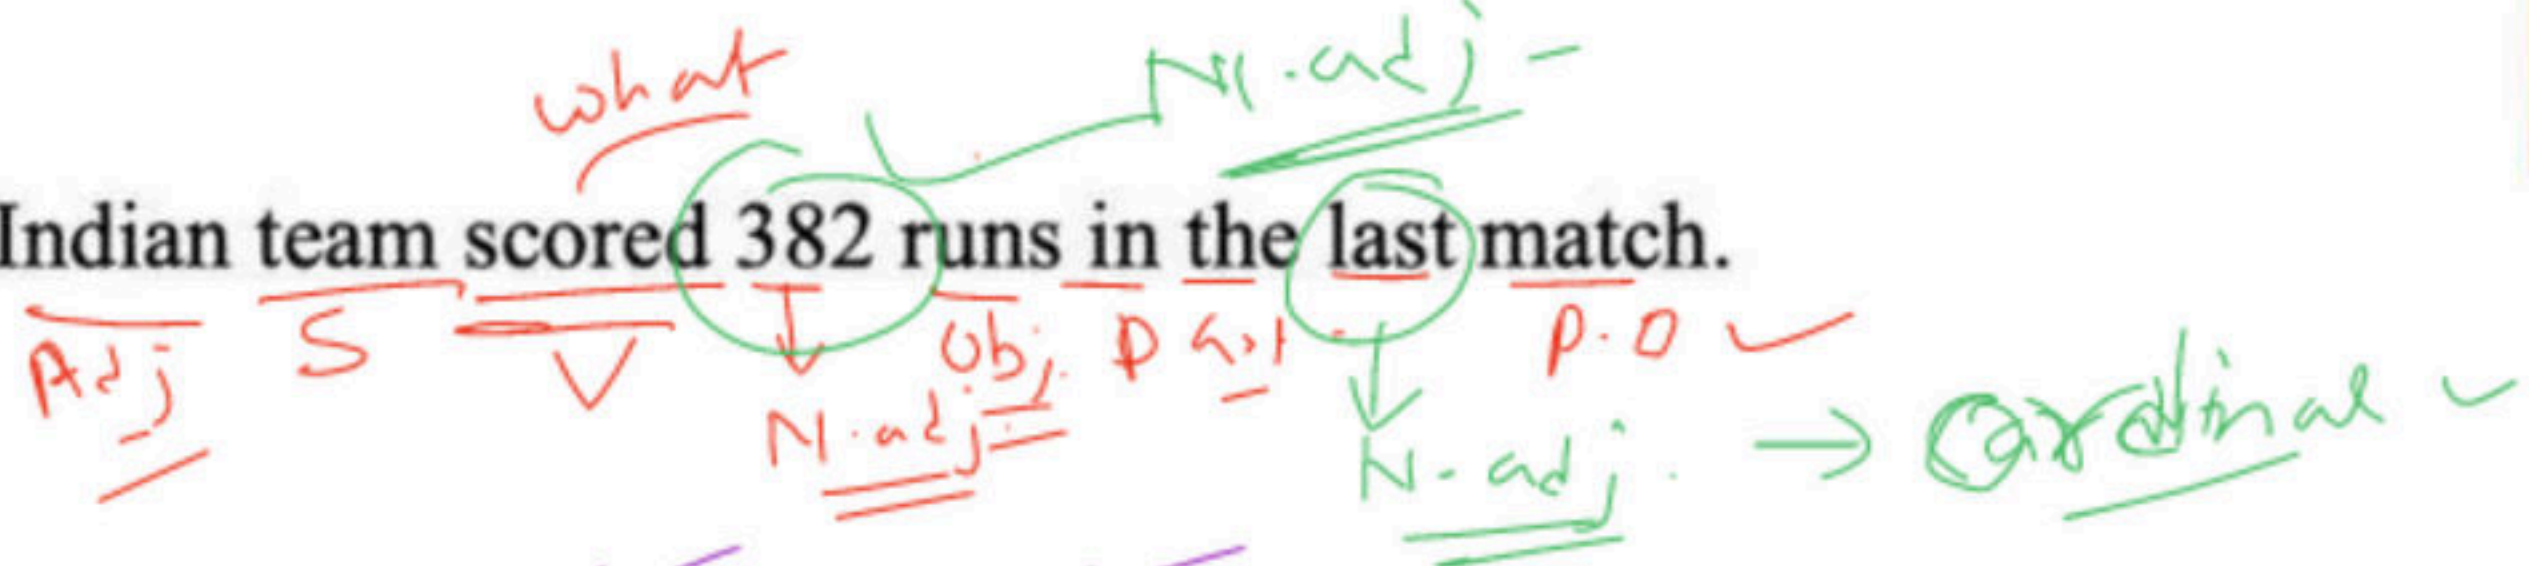 what N.adj -
Indian team scored 382 runs in the last match.
Adj S V Obj. D Art. P.O
N.adj. N.adj. → Cardinal